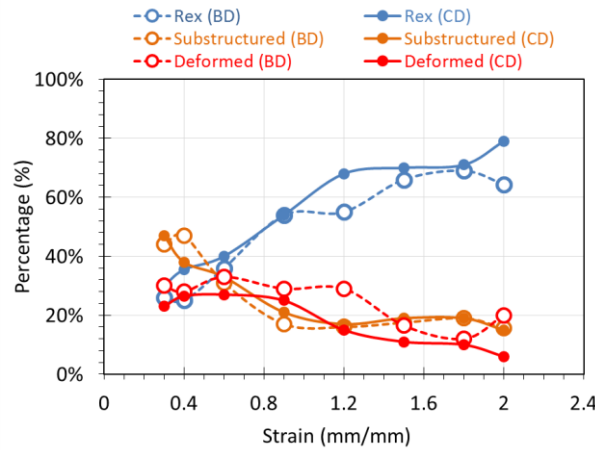 Rex (BD) Rex (CD)
Substructured (BD) Substructured (CD)
Deformed (BD) Deformed (CD)
100%
80%
60%
40%
20%
0%
Percentage (%)
0 0.4 0.8 1.2 1.6 2 2.4
Strain (mm/mm)